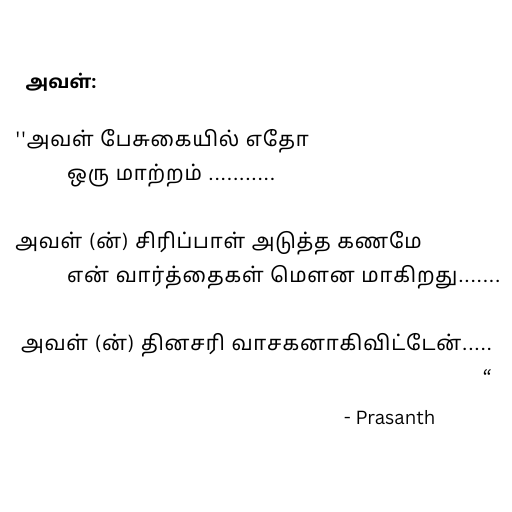 அவள்:
''அவள் பேசுகையில் எதோ
ஒரு மாற்றம் ...........
அவள் (ன்) சிரிப்பாள் அடுத்த கணமே
என் வார்த்தைகள் மௌன மாகிறது.......
அவள் (ன்) தினசரி வாசகனாகிவிட்டேன்.....
“
- Prasanth